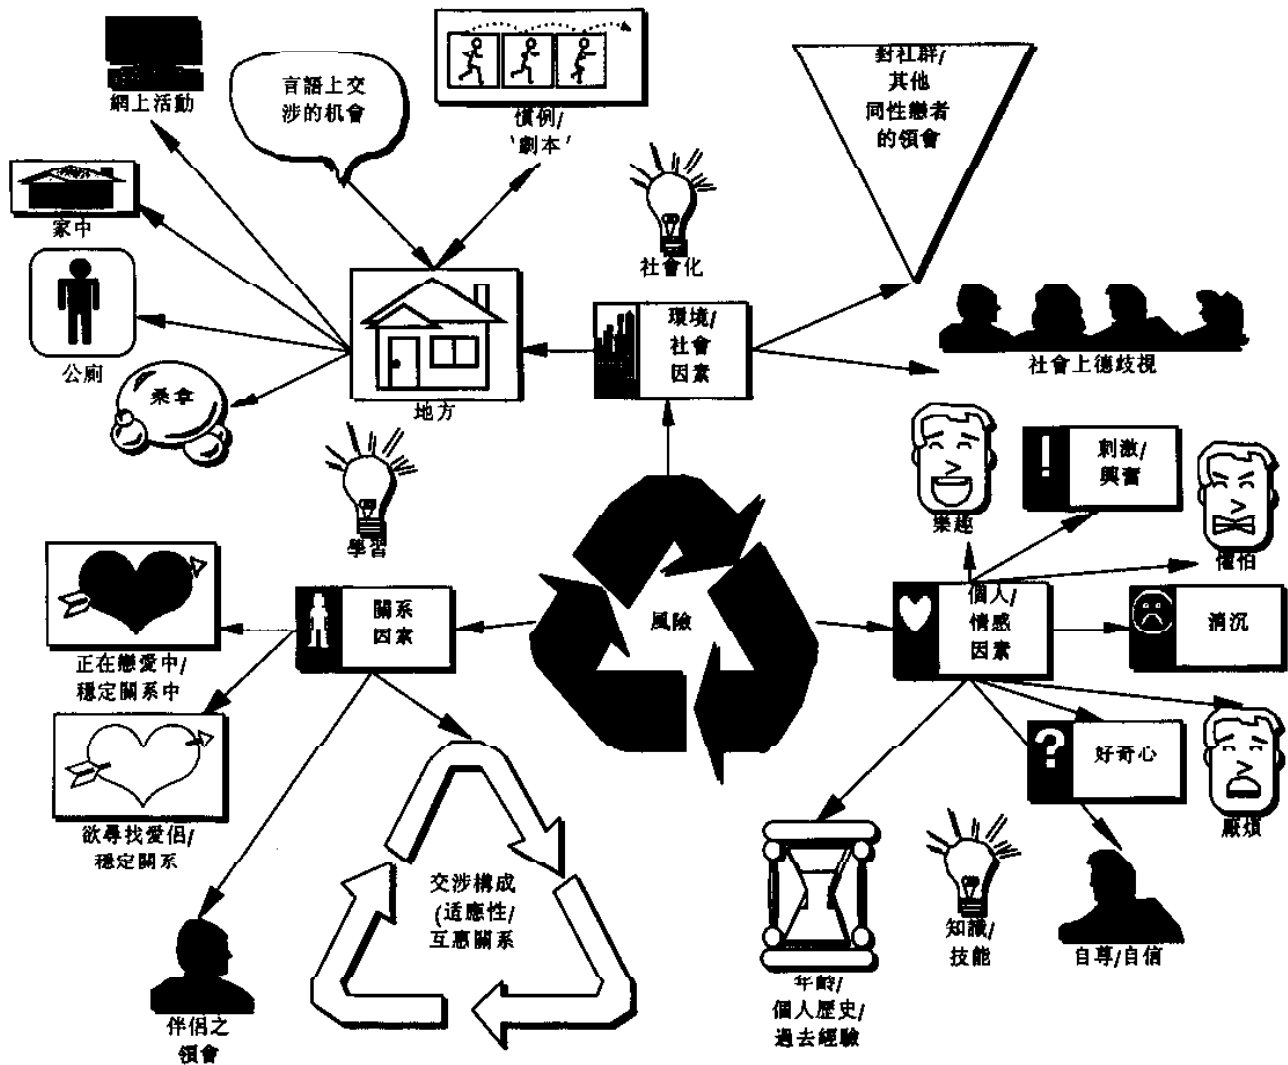 網上活動
言語上交
涉的机會
慣例/
'劇本'
對社群/
其他
同性戀者
的領會
家中
社會化
公廁
桑拿
地方
環境/
社會
因素
社會上德歧視
學習
樂趣
刺激/
興奮
懼怕
關系
因素
風險
個人/
情感
因素
消沉
正在戀愛中/
穩定關系中
欲尋找愛侶/
穩定關系
好奇心
厭煩
交涉構成
(适應性/
互惠關系
伴侶之
領會
年齡/
個人歷史/
過去經驗
知識/
技能
自尊/自信